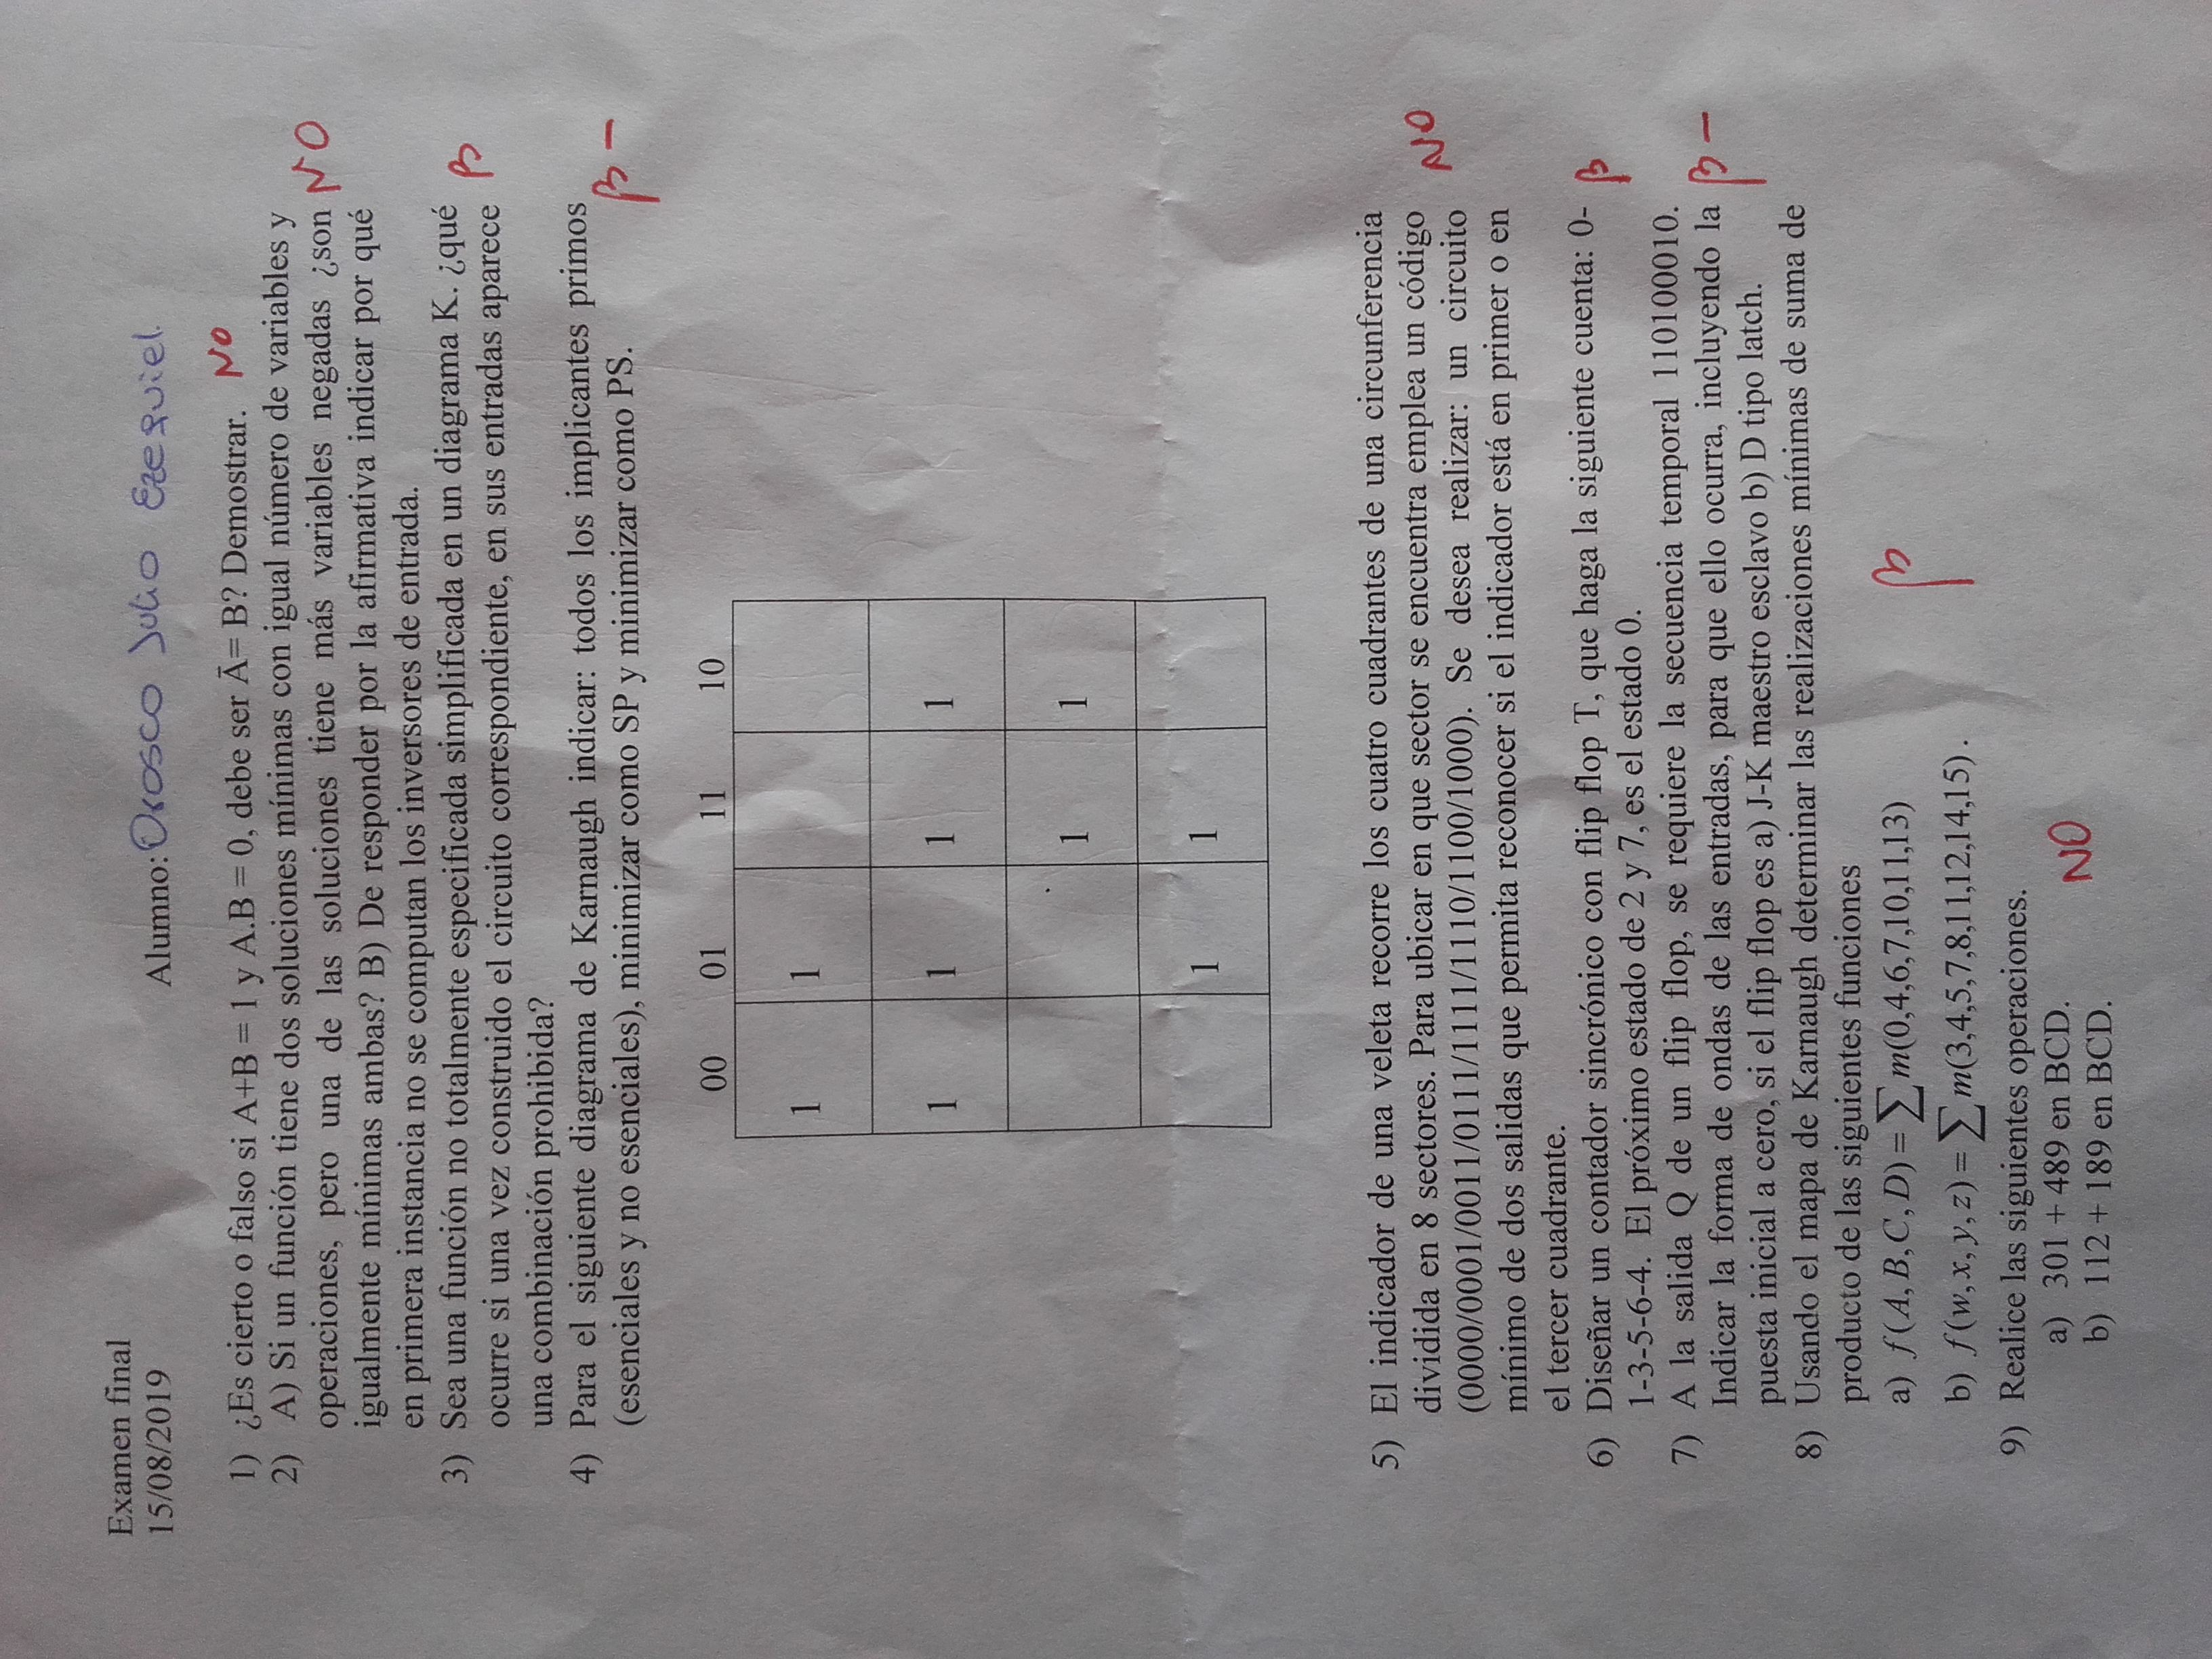 Examen final
15/08/2019
Alumno: Orosco Julio Ezequiel.
1) ¿Es cierto o falso si A+B = 1 y A.B = 0, debe ser Ā= B? Demostrar. NO
2) A) Si un función tiene dos soluciones mínimas con igual número de variables y
operaciones, pero una de las soluciones tiene más variables negadas ¿son NO
igualmente mínimas ambas? B) De responder por la afirmativa indicar por qué
en primera instancia no se computan los inversores de entrada.
3) Sea una función no totalmente especificada simplificada en un diagrama K. ¿qué
ocurre si una vez construido el circuito correspondiente, en sus entradas aparece B
una combinación prohibida?
4) Para el siguiente diagrama de Karnaugh indicar: todos los implicantes primos
(esenciales y no esenciales), minimizar como SP y minimizar como PS. B -
00 01 11 10
1 1
1 1 1 1
1 1
1 1
5) El indicador de una veleta recorre los cuatro cuadrantes de una circunferencia
dividida en 8 sectores. Para ubicar en que sector se encuentra emplea un código NO
(0000/0001/0011/0111/1111/1110/1100/1000). Se desea realizar: un circuito
mínimo de dos salidas que permita reconocer si el indicador está en primer o en
el tercer cuadrante.
6) Diseñar un contador sincrónico con flip flop T, que haga la siguiente cuenta: 0- B
1-3-5-6-4. El próximo estado de 2 y 7, es el estado 0.
7) A la salida Q de un flip flop, se requiere la secuencia temporal 110100010.
Indicar la forma de ondas de las entradas, para que ello ocurra, incluyendo la B -
puesta inicial a cero, si el flip flop es a) J-K maestro esclavo b) D tipo latch.
8) Usando el mapa de Karnaugh determinar las realizaciones mínimas de suma de
producto de las siguientes funciones
a) f(A,B,C,D) = ∑m(0,4,6,7,10,11,13) B
b) f(w,x,y,z) = ∑m(3,4,5,7,8,11,12,14,15).
9) Realice las siguientes operaciones.
a) 301 + 489 en BCD. NO
b) 112 + 189 en BCD.